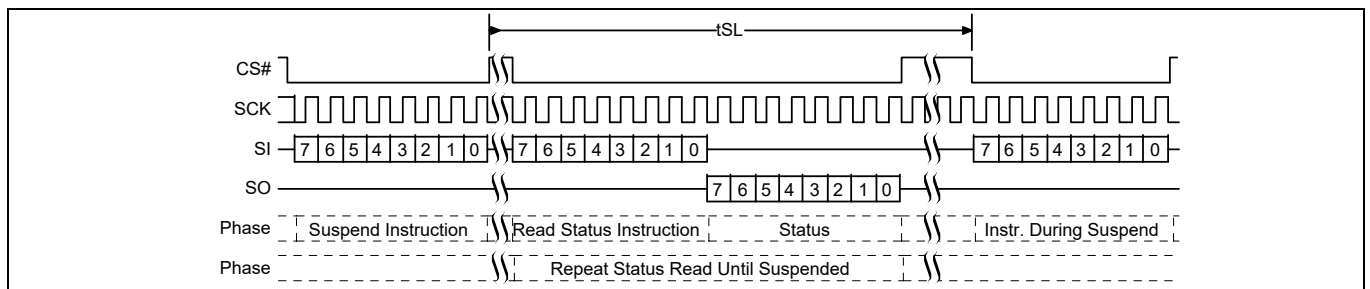 tSL
CS#
SCK
SI 7 6 5 4 3 2 1 0 7 6 5 4 3 2 1 0 7 6 5 4 3 2 1 0
SO 7 6 5 4 3 2 1 0
Phase Suspend Instruction Read Status Instruction Status Instr. During Suspend
Phase Repeat Status Read Until Suspended